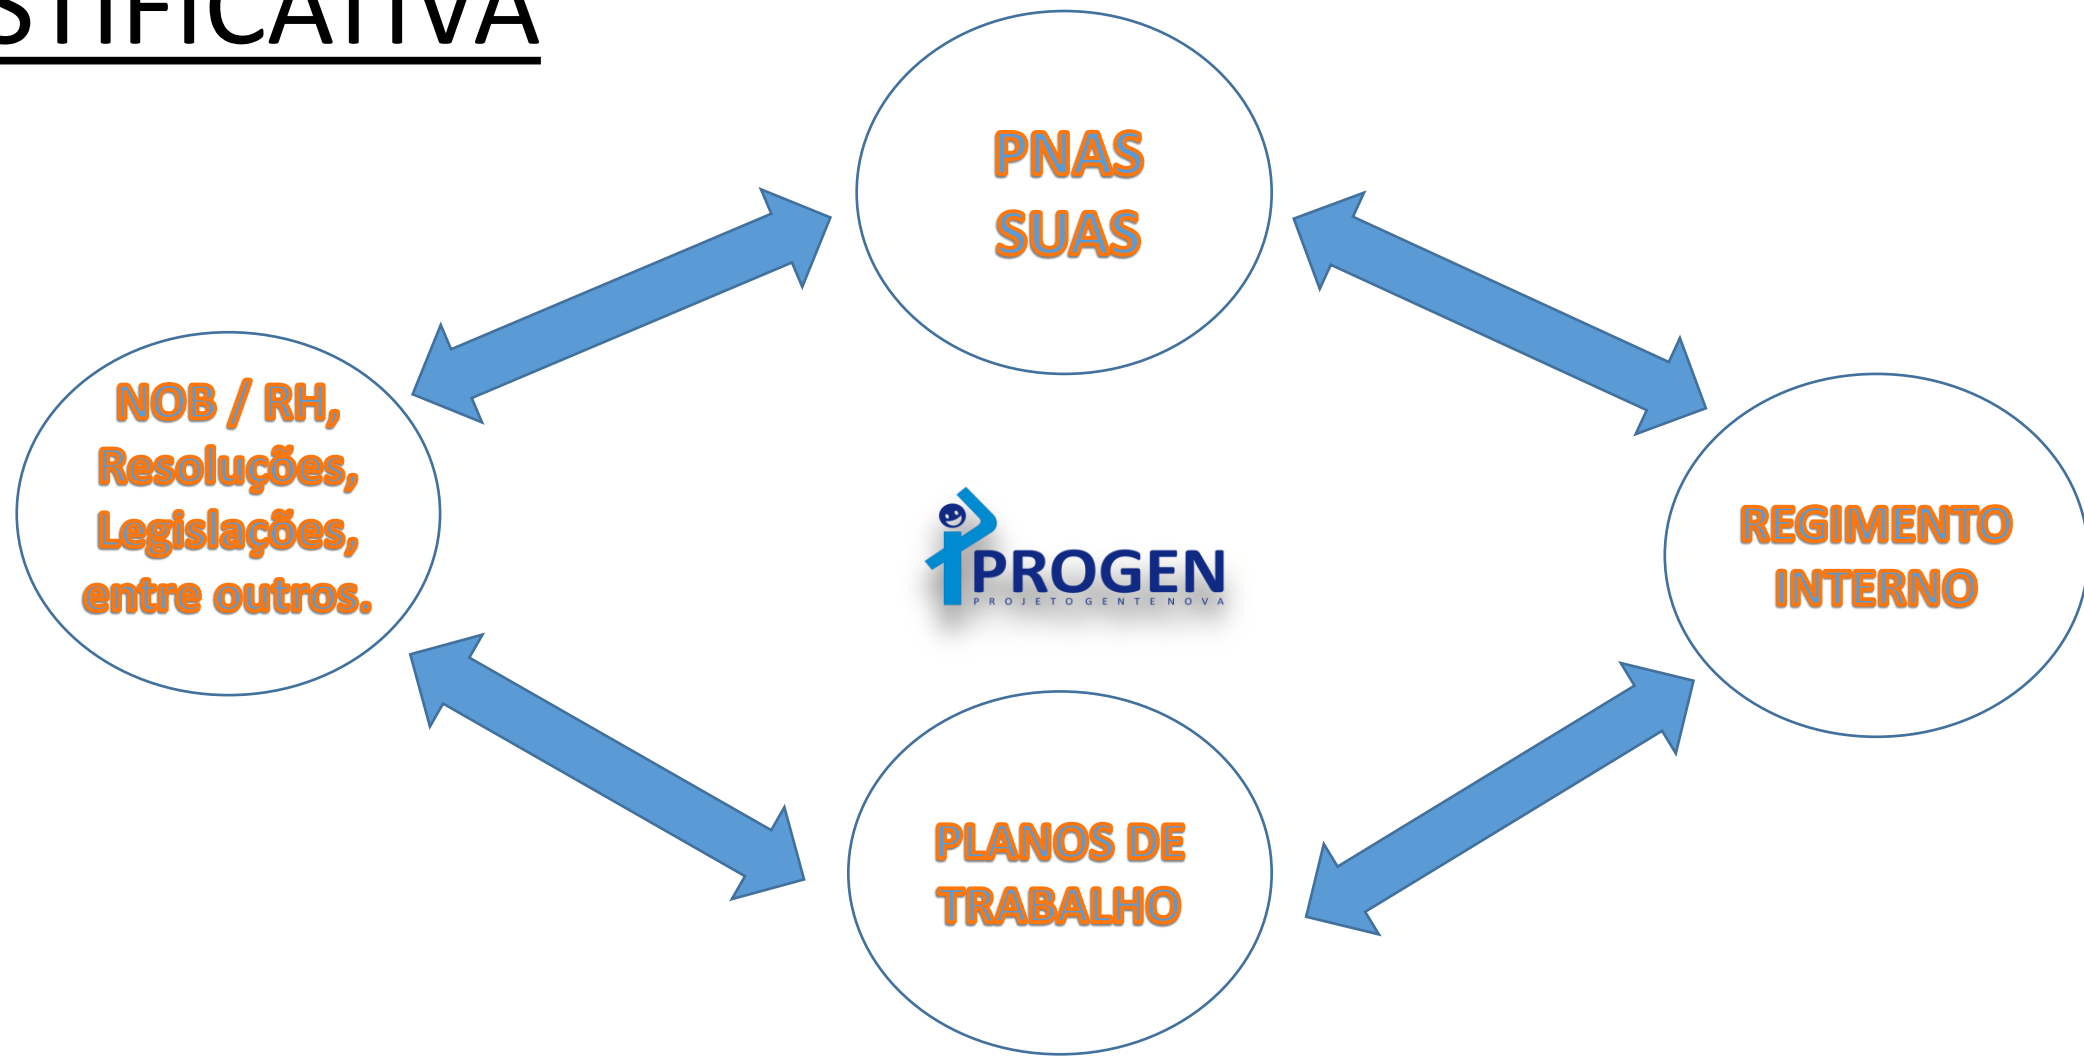 STIFICATIVA
PNAS
SUAS
NOB / RH,
Resoluções,
Legislações,
entre outros.
REGIMENTO
INTERNO
PROGEN
PROJETO GENTE NOVA
PLANOS DE
TRABALHO